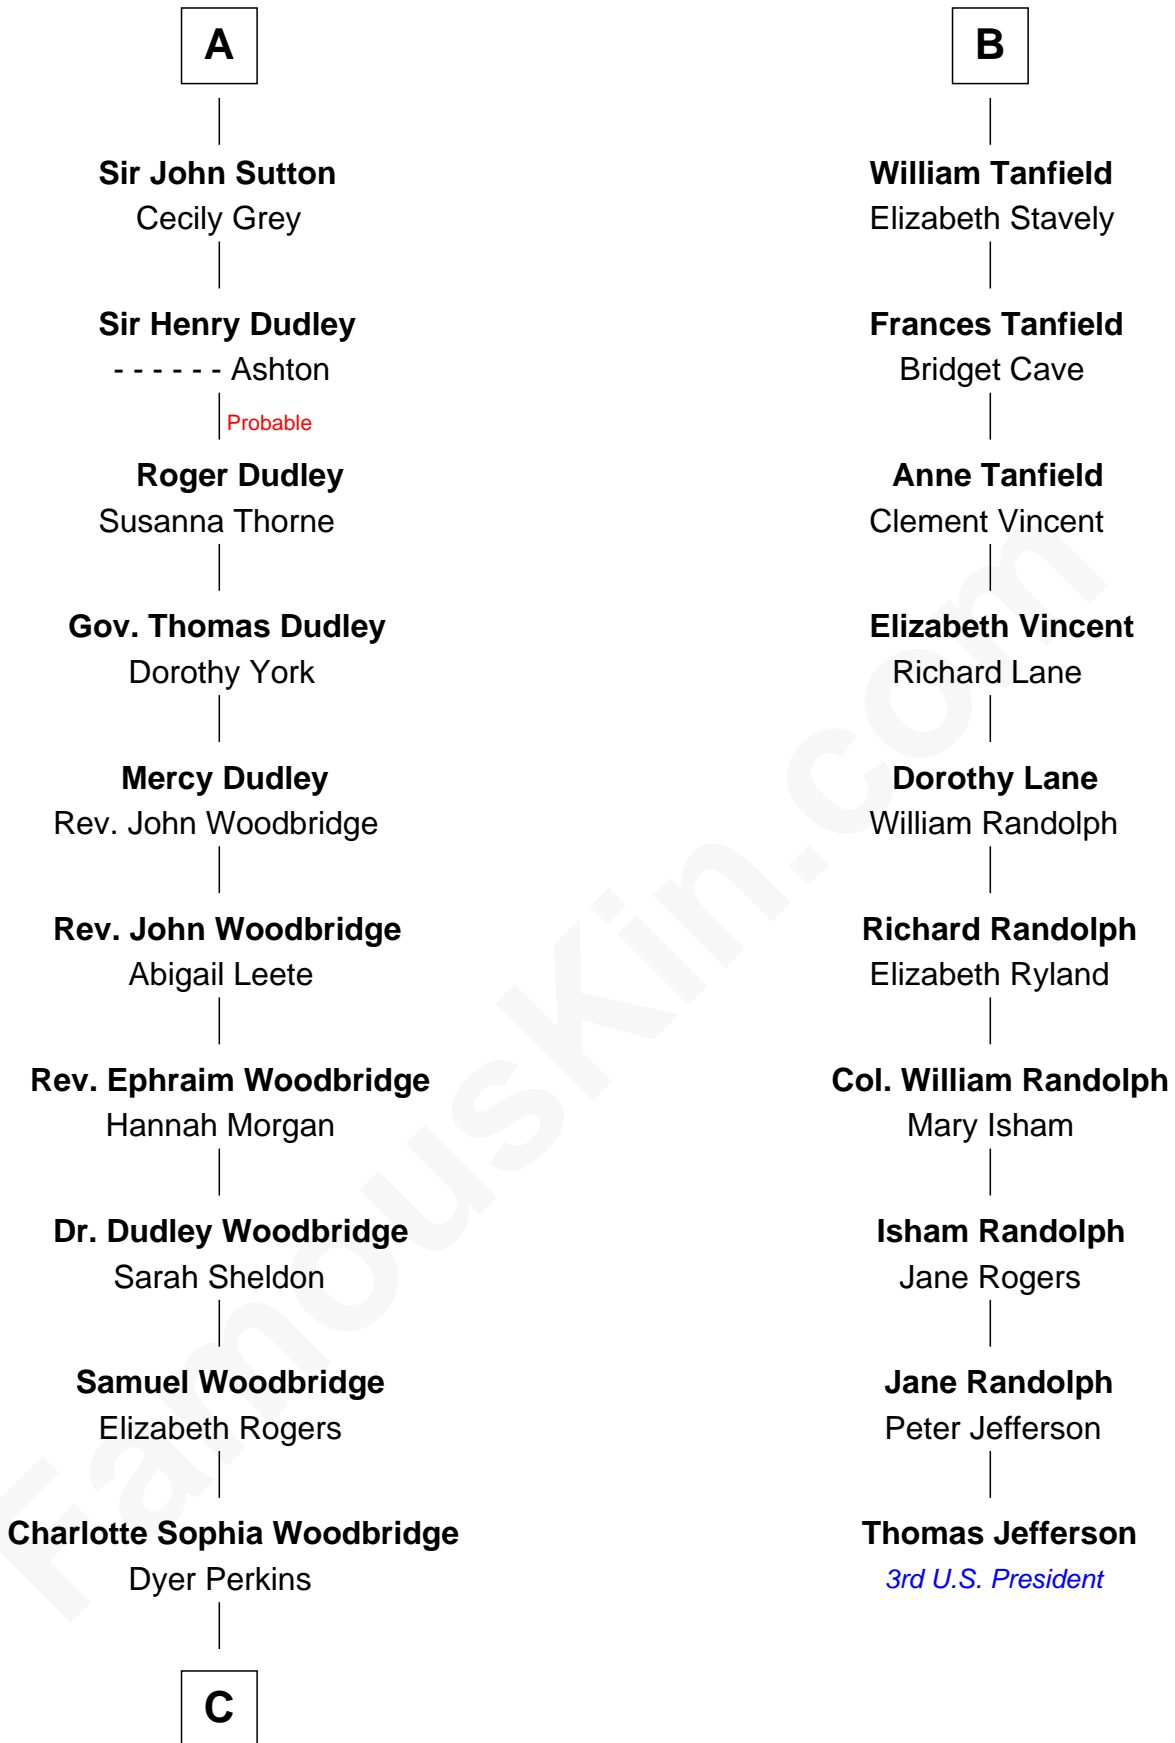 A
Sir John Sutton
Cecily Grey
Sir Henry Dudley
- - - - - - Ashton
Probable
Roger Dudley
Susanna Thorne
Gov. Thomas Dudley
Dorothy York
Mercy Dudley
Rev. John Woodbridge
Rev. John Woodbridge
Abigail Leete
Rev. Ephraim Woodbridge
Hannah Morgan
Dr. Dudley Woodbridge
Sarah Sheldon
Samuel Woodbridge
Elizabeth Rogers
Charlotte Sophia Woodbridge
Dyer Perkins
C
B
William Tanfield
Elizabeth Stavely
Frances Tanfield
Bridget Cave
Anne Tanfield
Clement Vincent
Elizabeth Vincent
Richard Lane
Dorothy Lane
William Randolph
Richard Randolph
Elizabeth Ryland
Col. William Randolph
Mary Isham
Isham Randolph
Jane Rogers
Jane Randolph
Peter Jefferson
Thomas Jefferson
3rd U.S. President
FamousKin.com